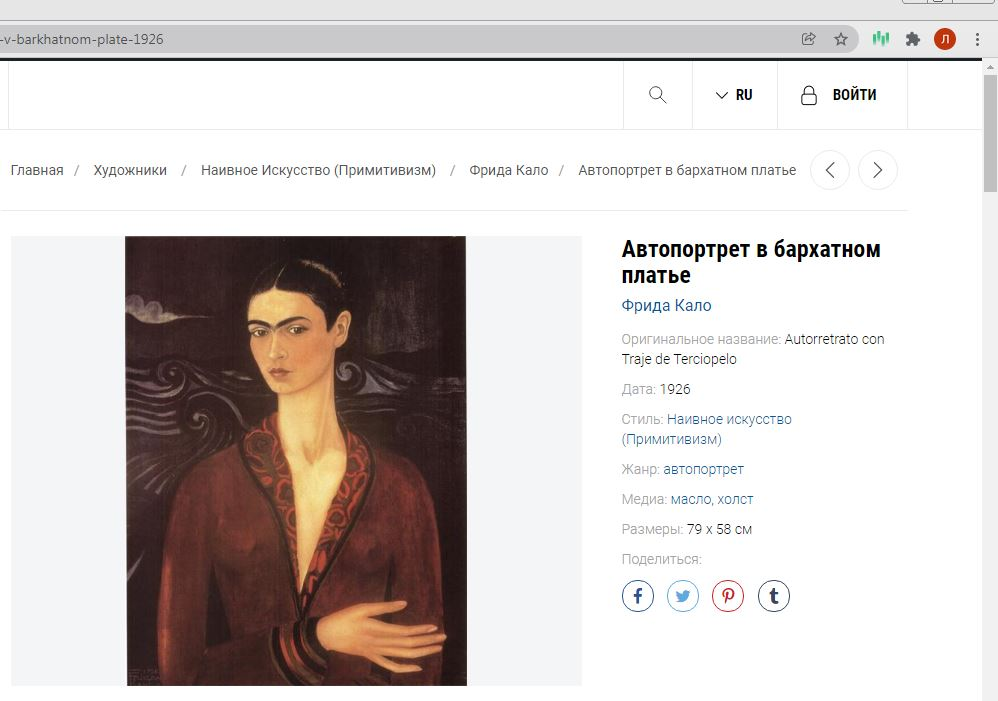 -v-barkhatnom-plate-1926
Л
RU
ВОЙТИ
Главная / Художники / Наивное Искусство (Примитивизм) / Фрида Кало / Автопортрет в бархатном платье
Автопортрет в бархатном
платье
Фрида Кало
Оригинальное название: Autorretrato con
Traje de Terciopelo
Дата: 1926
Стиль: Наивное искусство
(Примитивизм)
Жанр: автопортрет
Медиа: масло, холст
Размеры: 79 x 58 см
Поделиться: